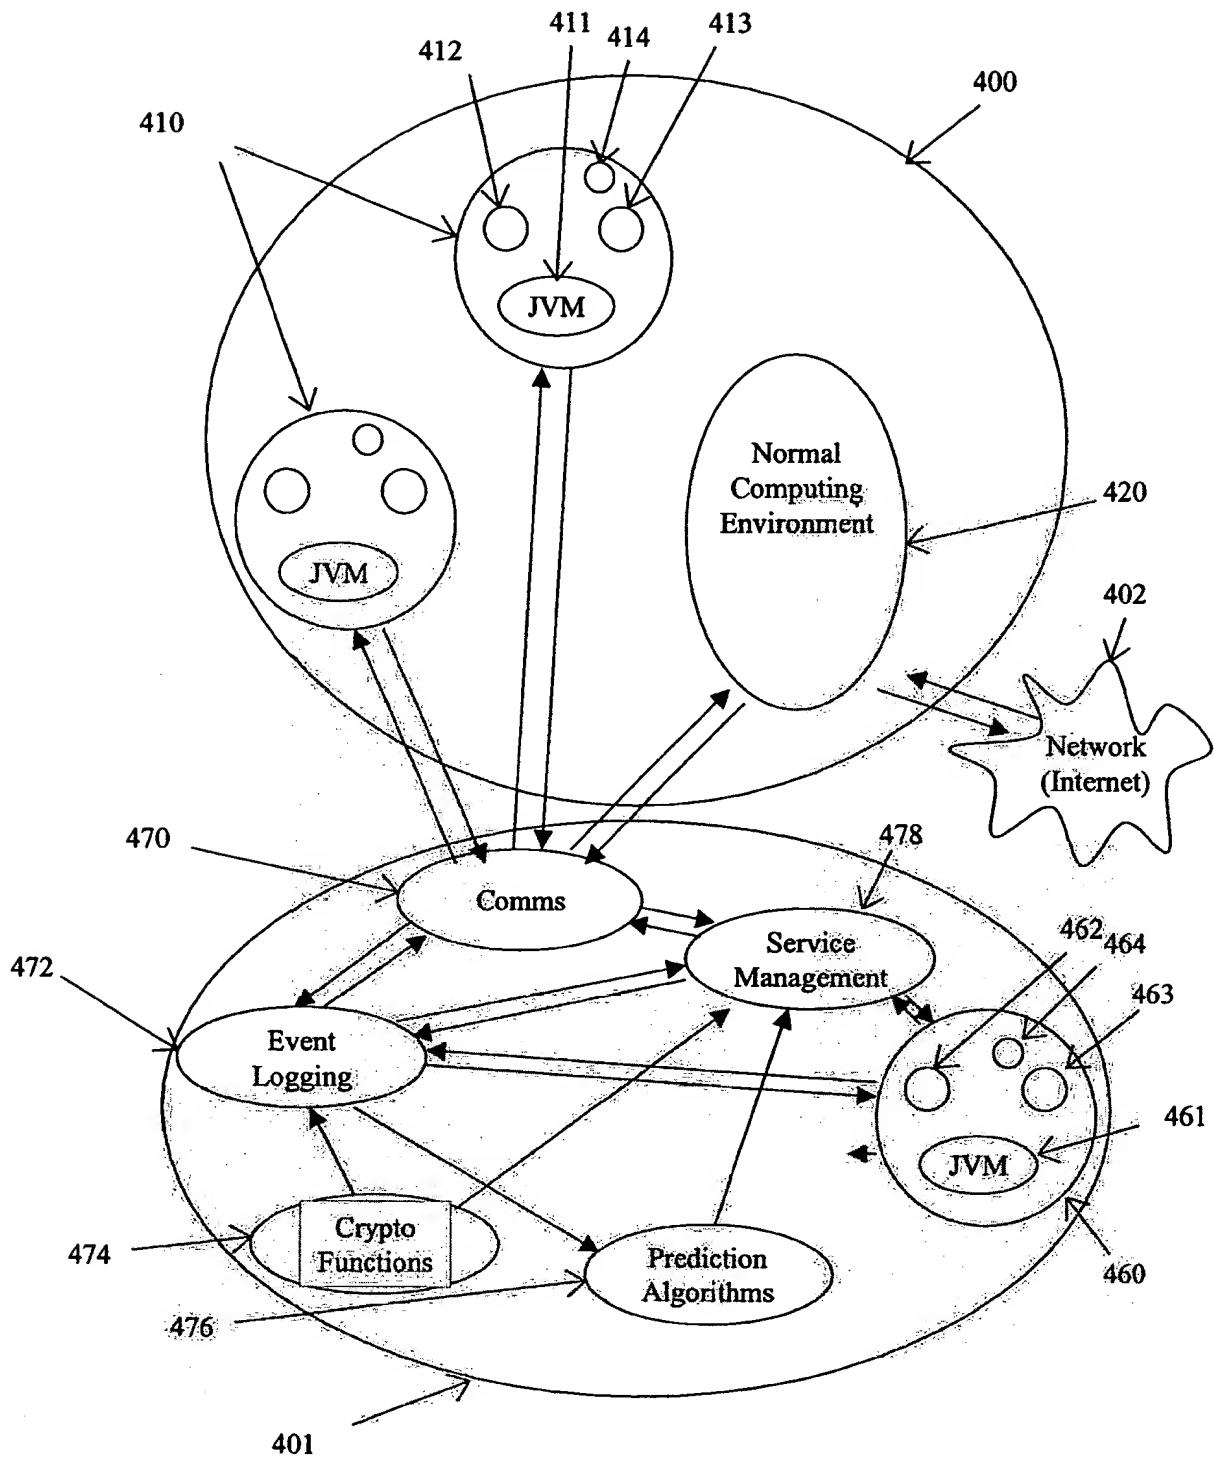 411
412
414
413
400
410
JVM
Normal
Computing
Environment
420
JVM
402
Network
(Internet)
470
478
Comms
462
464
Service
Management
472
463
Event
Logging
461
JVM
Crypto
Functions
474
Prediction
Algorithms
460
476
401